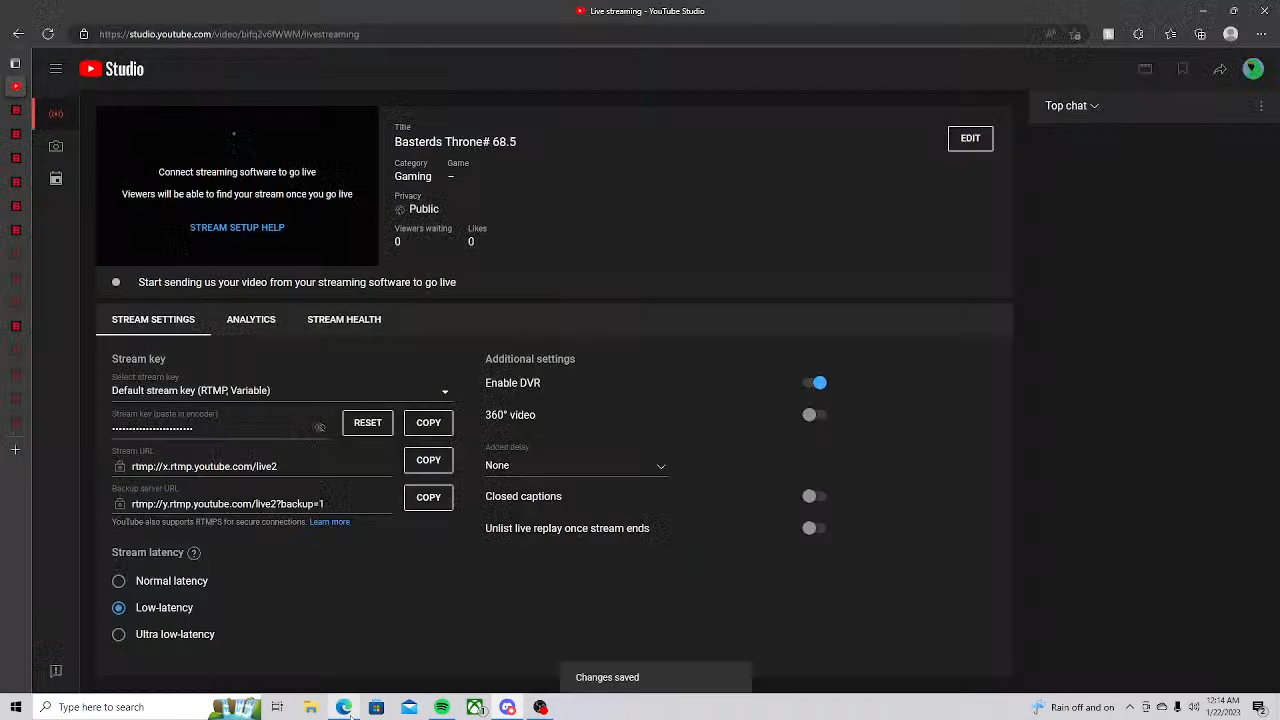 Live streaming - YouTube Studio
https://studio.youtube.com/video/bifq2v6fWWM/livestreaming
Studio
Top chat
Connect streaming software to go live
Viewers will be able to find your stream once you go live
STREAM SETUP HELP
Title
Basterds Throne# 68.5
EDIT
Category Game
Gaming –
Privacy
Public
Viewers waiting Likes
0 0
Start sending us your video from your streaming software to go live
STREAM SETTINGS ANALYTICS STREAM HEALTH
Stream key
Select stream key
Default stream key (RTMP, Variable)
Stream key (paste in encoder)
•••••••••••••••••••••••• RESET COPY
Stream URL
rtmp://x.rtmp.youtube.com/live2 COPY
Backup server URL
rtmp://y.rtmp.youtube.com/live2?backup=1 COPY
YouTube also supports RTMPS for secure connections. Learn more
Stream latency ?
Normal latency
Low-latency
Ultra low-latency
Additional settings
Enable DVR
360° video
Added delay
None
Closed captions
Unlist live replay once stream ends
Changes saved
Type here to search
Rain off and on
12:14 AM
1/22/2023